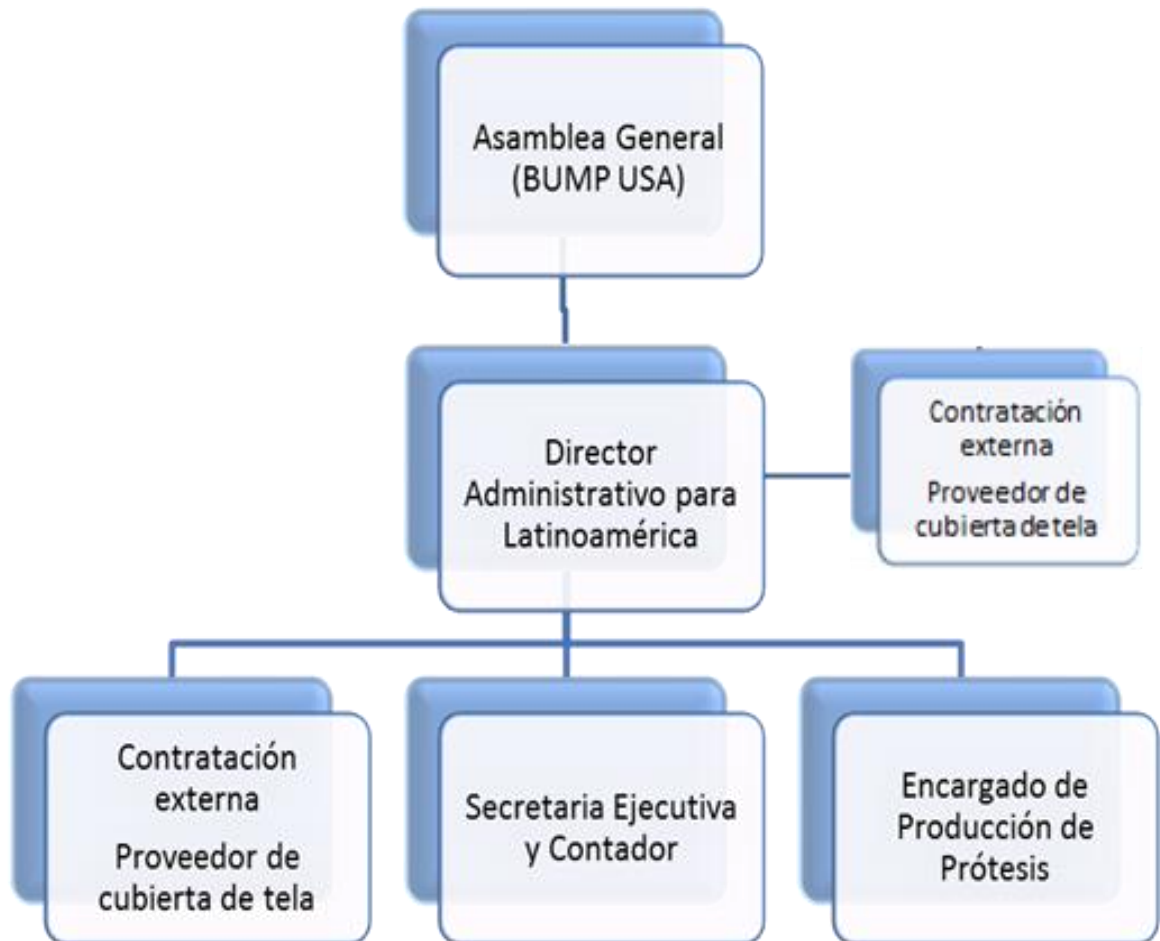 Asamblea General
(BUMP USA)
Director
Administrativo para
Latinoamérica
Contratación
externa
Proveedor de
cubierta de tela
Contratación
externa
Proveedor de
cubierta de tela
Secretaria Ejecutiva
y Contador
Encargado de
Producción de
Prótesis